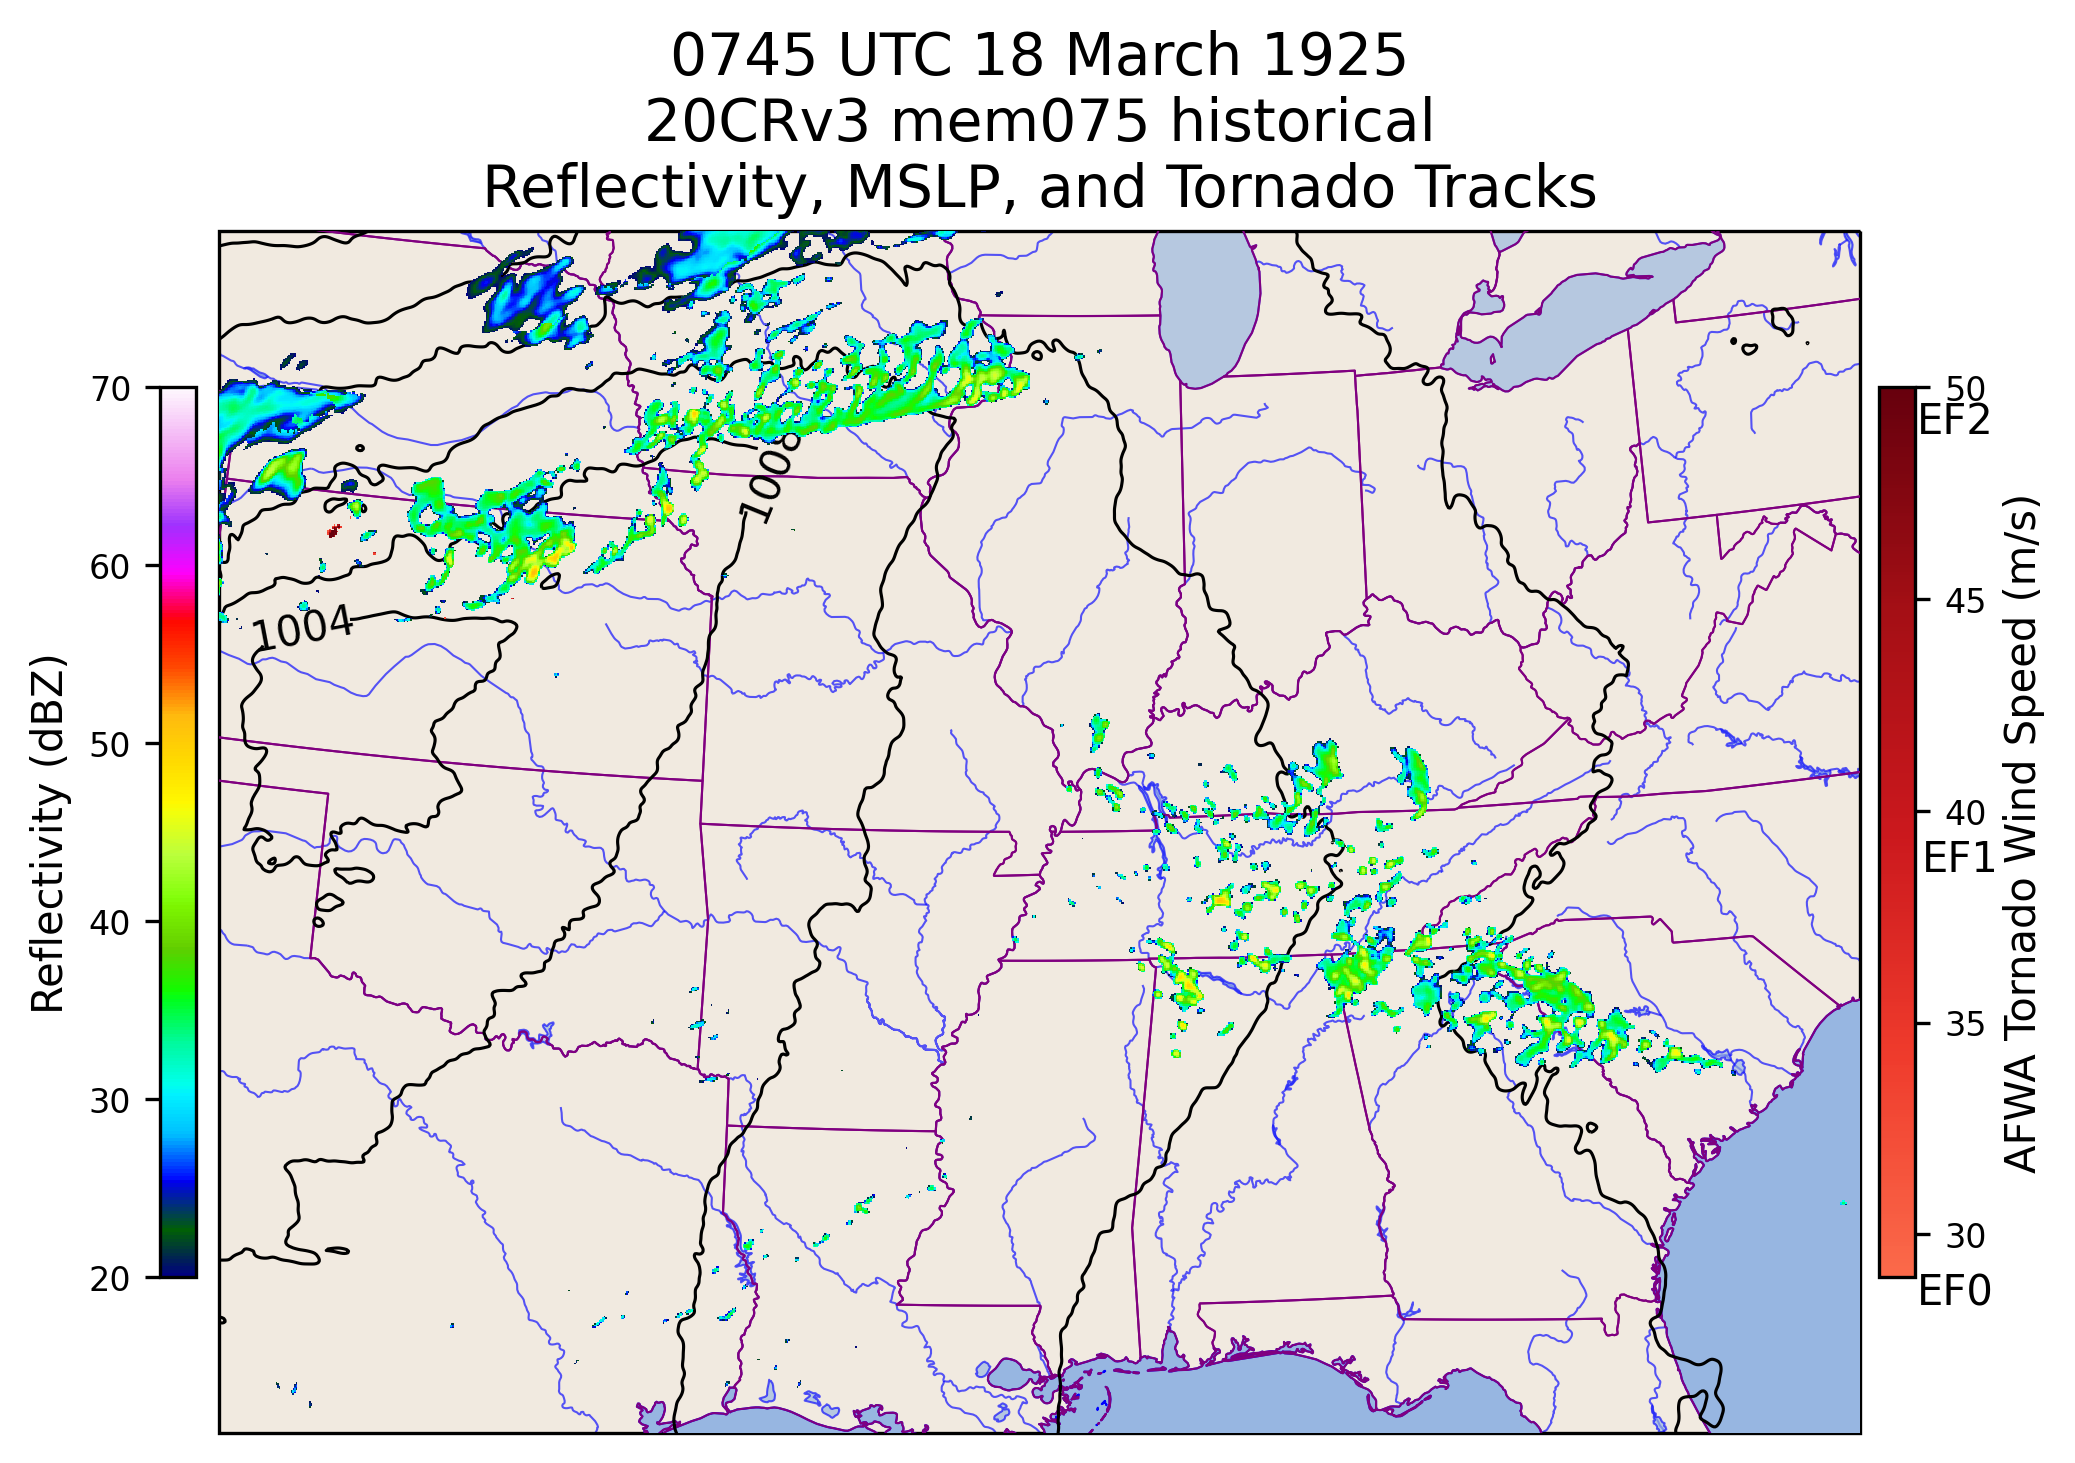 0745 UTC 18 March 1925
20CRv3 mem075 historical
Reflectivity, MSLP, and Tornado Tracks
70
60
50
40
30
20
Reflectivity (dBZ)
1008
1004
50
EF2
45
40
EF1
35
30
EF0
AFWA Tornado Wind Speed (m/s)